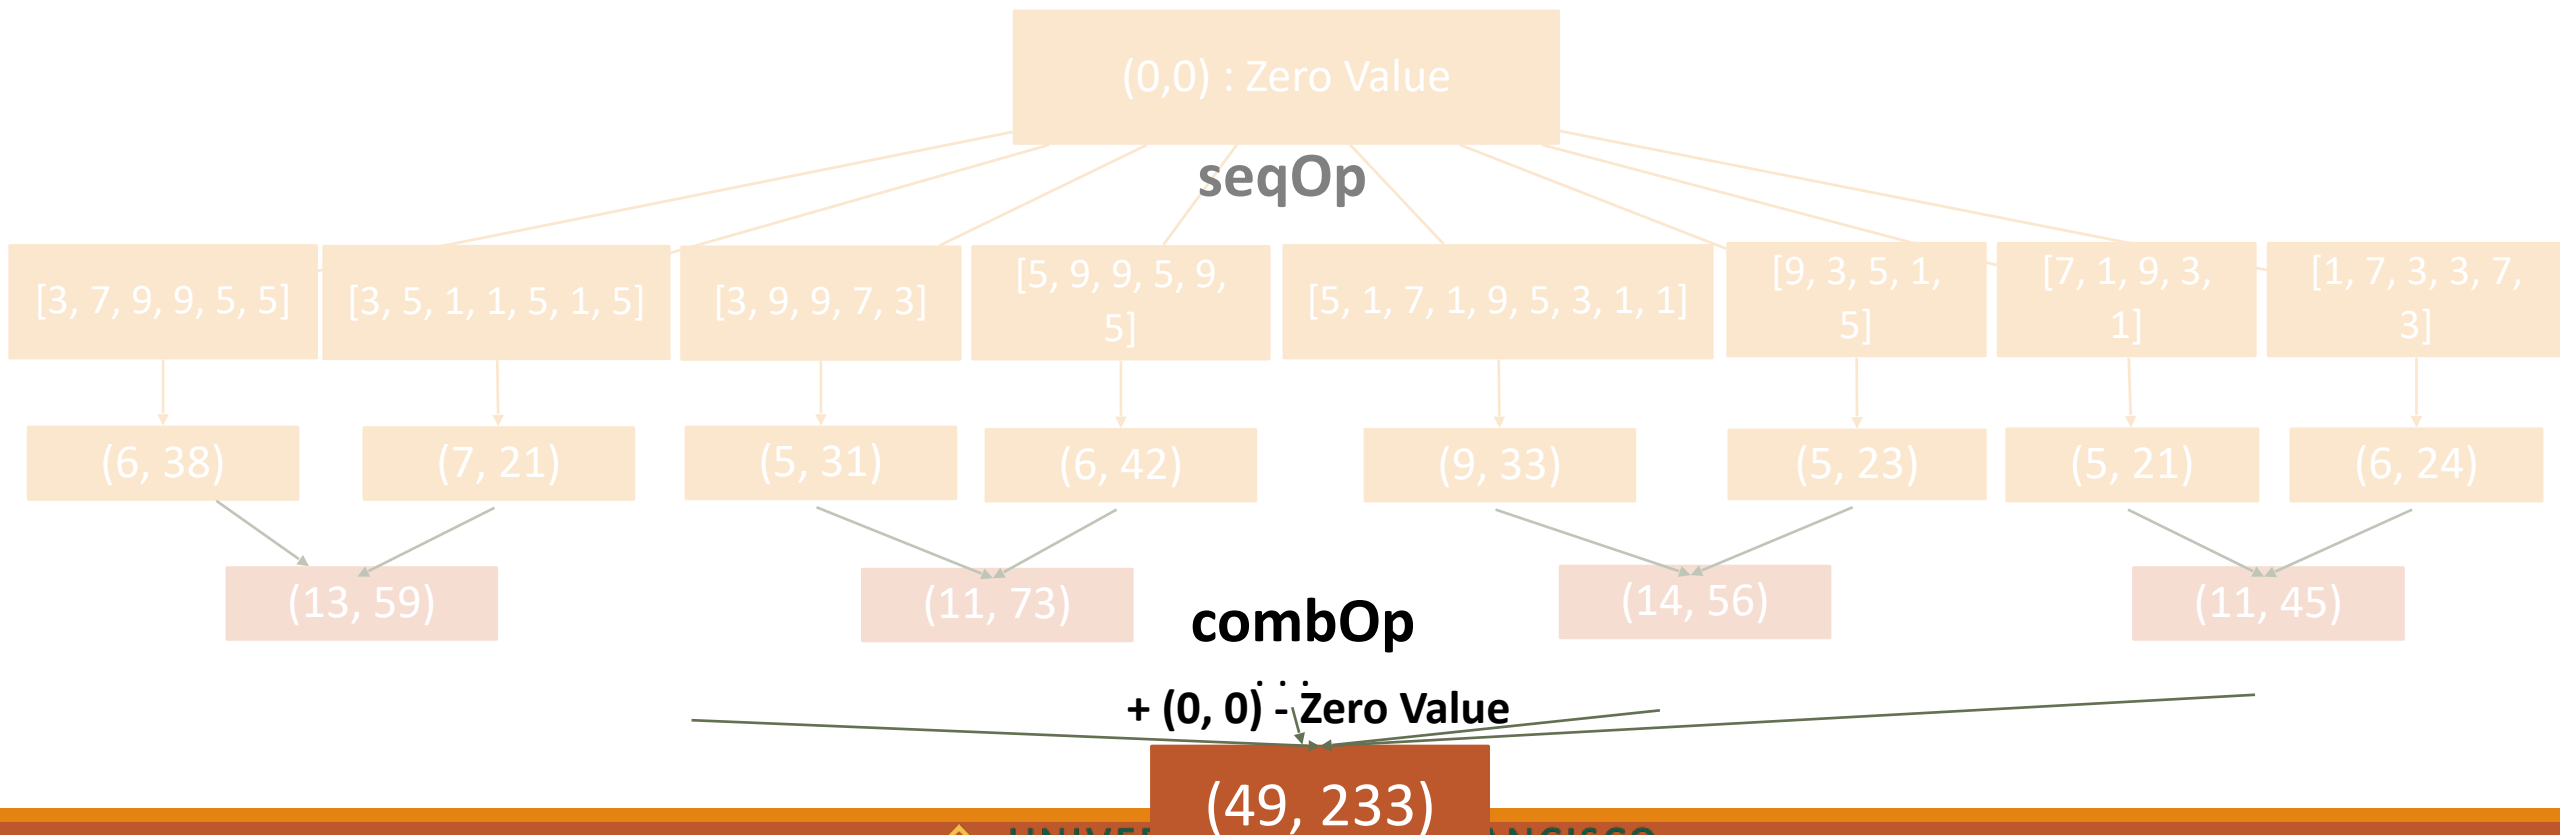 (0,0) : Zero Value
seqOp
[3, 7, 9, 9, 5, 5]
[3, 5, 1, 1, 5, 1, 5]
[3, 9, 9, 7, 3]
[5, 9, 9, 5, 9,
5]
[5, 1, 7, 1, 9, 5, 3, 1, 1]
[9, 3, 5, 1,
5]
[7, 1, 9, 3,
1]
[1, 7, 3, 3, 7,
3]
(6, 38)
(7, 21)
(5, 31)
(6, 42)
(9, 33)
(5, 23)
(5, 21)
(6, 24)
(13, 59)
(11, 73)
(14, 56)
(11, 45)
combOp
...
+ (0, 0) - Zero Value
(49, 233)